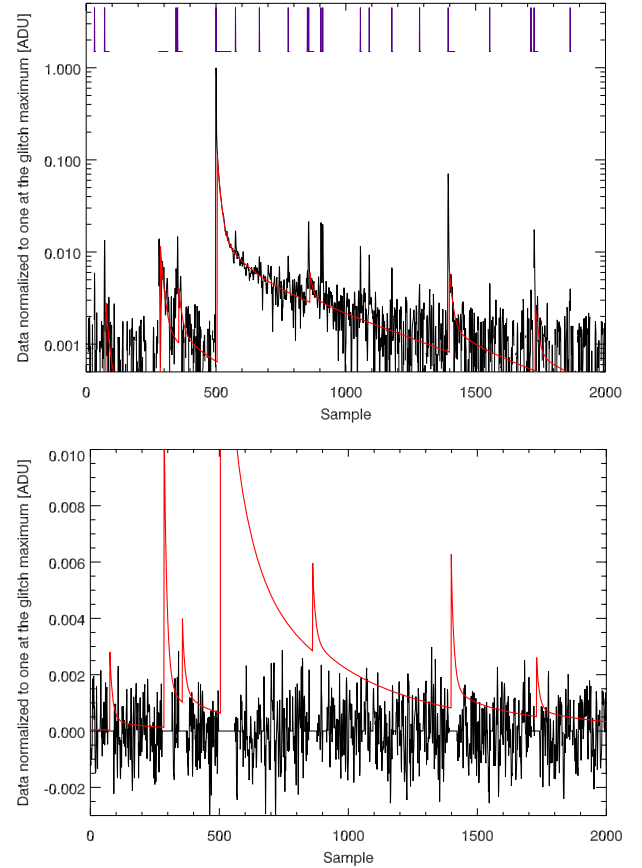 Data normalized to one at the glitch maximum [ADU]
1.000
0.100
0.010
0.001
0 500 1000 1500 2000
Sample
Data normalized to one at the glitch maximum [ADU]
0.010
0.008
0.006
0.004
0.002
0.000
-0.002
0 500 1000 1500 2000
Sample